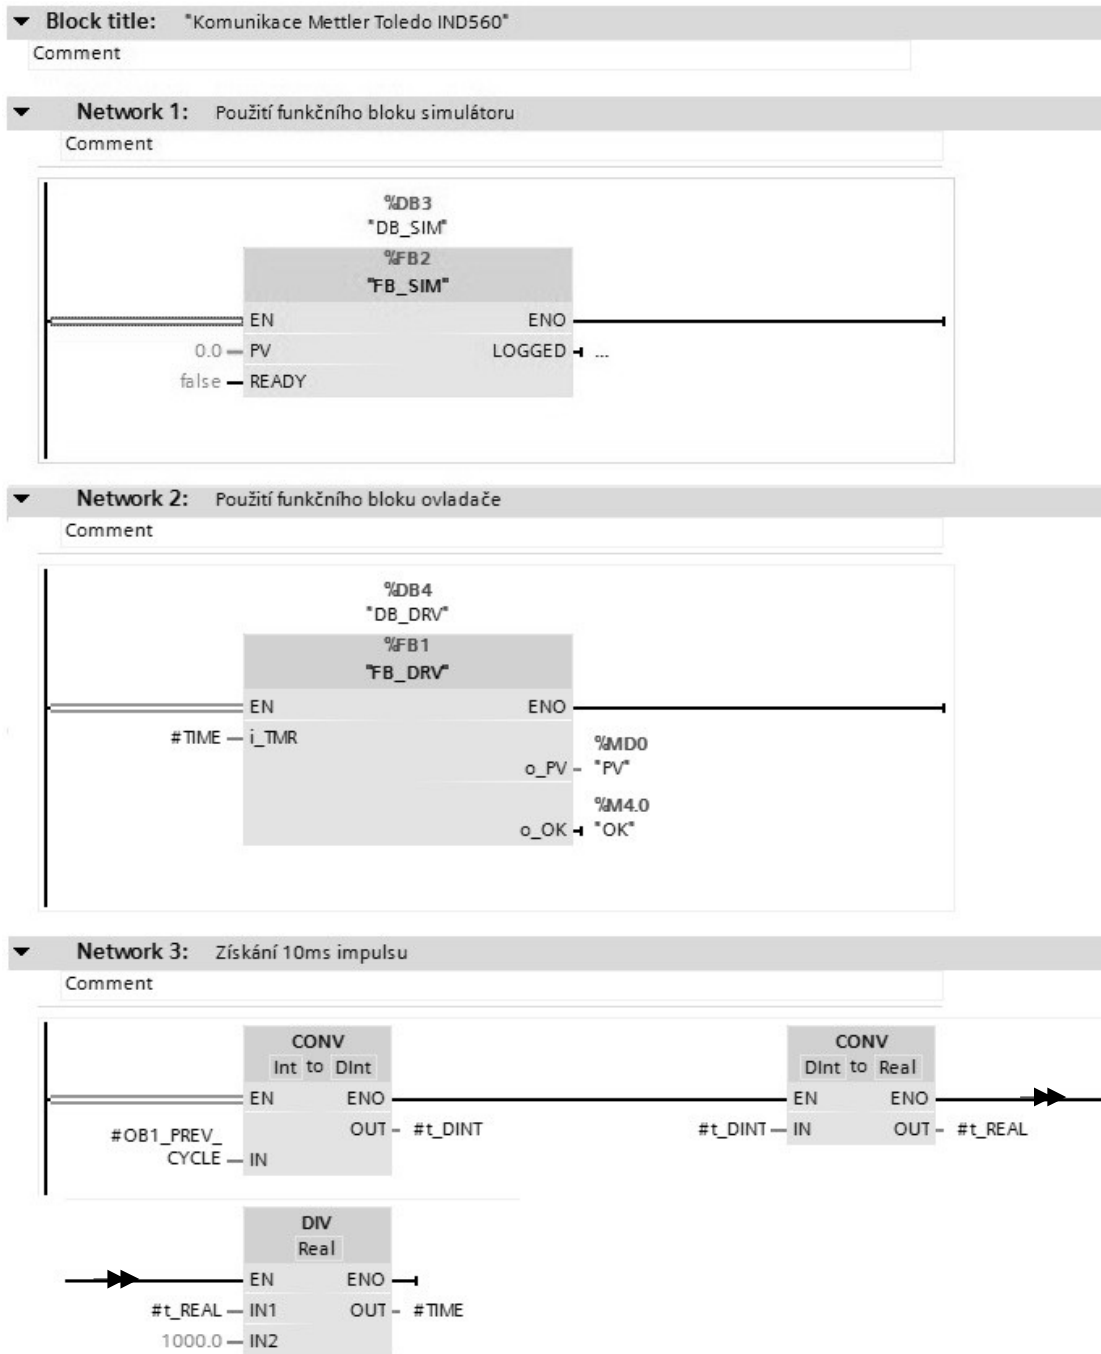 Block title: "Komunikace Mettler Toledo IND560"
Comment
Network 1: Použití funkčního bloku simulátoru
Comment
%DB3
"DB_SIM"
%FB2
"FB_SIM"
EN ENO
0.0 PV LOGGED ...
false READY
Network 2: Použití funkčního bloku ovladače
Comment
%DB4
"DB_DRV"
%FB1
"FB_DRV"
EN ENO
#TIME i_TMR
%MD0
o_PV "PV"
%M4.0
o_OK "OK"
Network 3: Získání 10ms impulsu
Comment
CONV CONV
Int to DInt DInt to Real
EN ENO EN ENO
OUT #t_DINT #t_DINT IN OUT #t_REAL
#OB1_PREV_
CYCLE IN
DIV
Real
EN ENO
#t_REAL IN1 OUT #TIME
1000.0 IN2